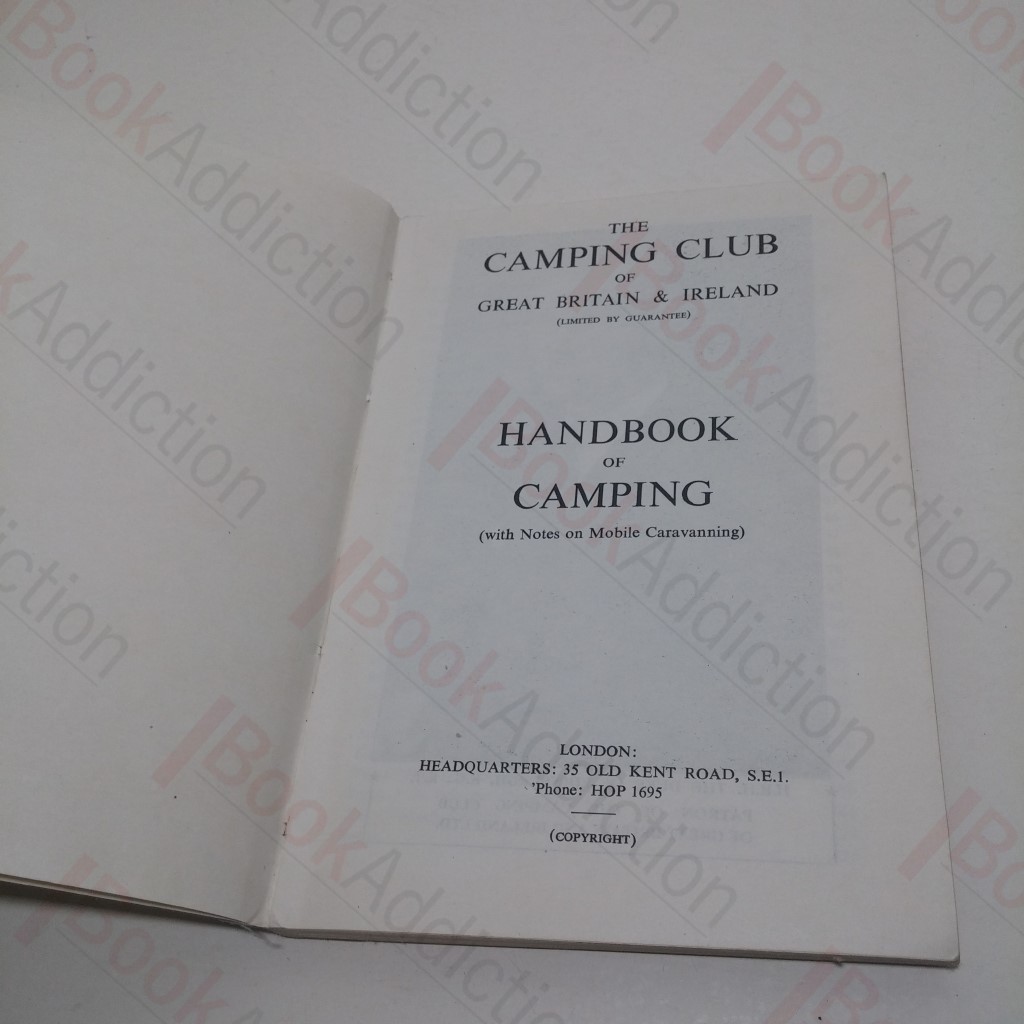 THE
CAMPING CLUB
OF
GREAT BRITAIN & IRELAND
(LIMITED BY GUARANTEE)
HANDBOOK
OF
CAMPING
(with Notes on Mobile Caravanning)
LONDON:
HEADQUARTERS: 35 OLD KENT ROAD, S.E.1.
'Phone: HOP 1695
(COPYRIGHT)
BookAddiction